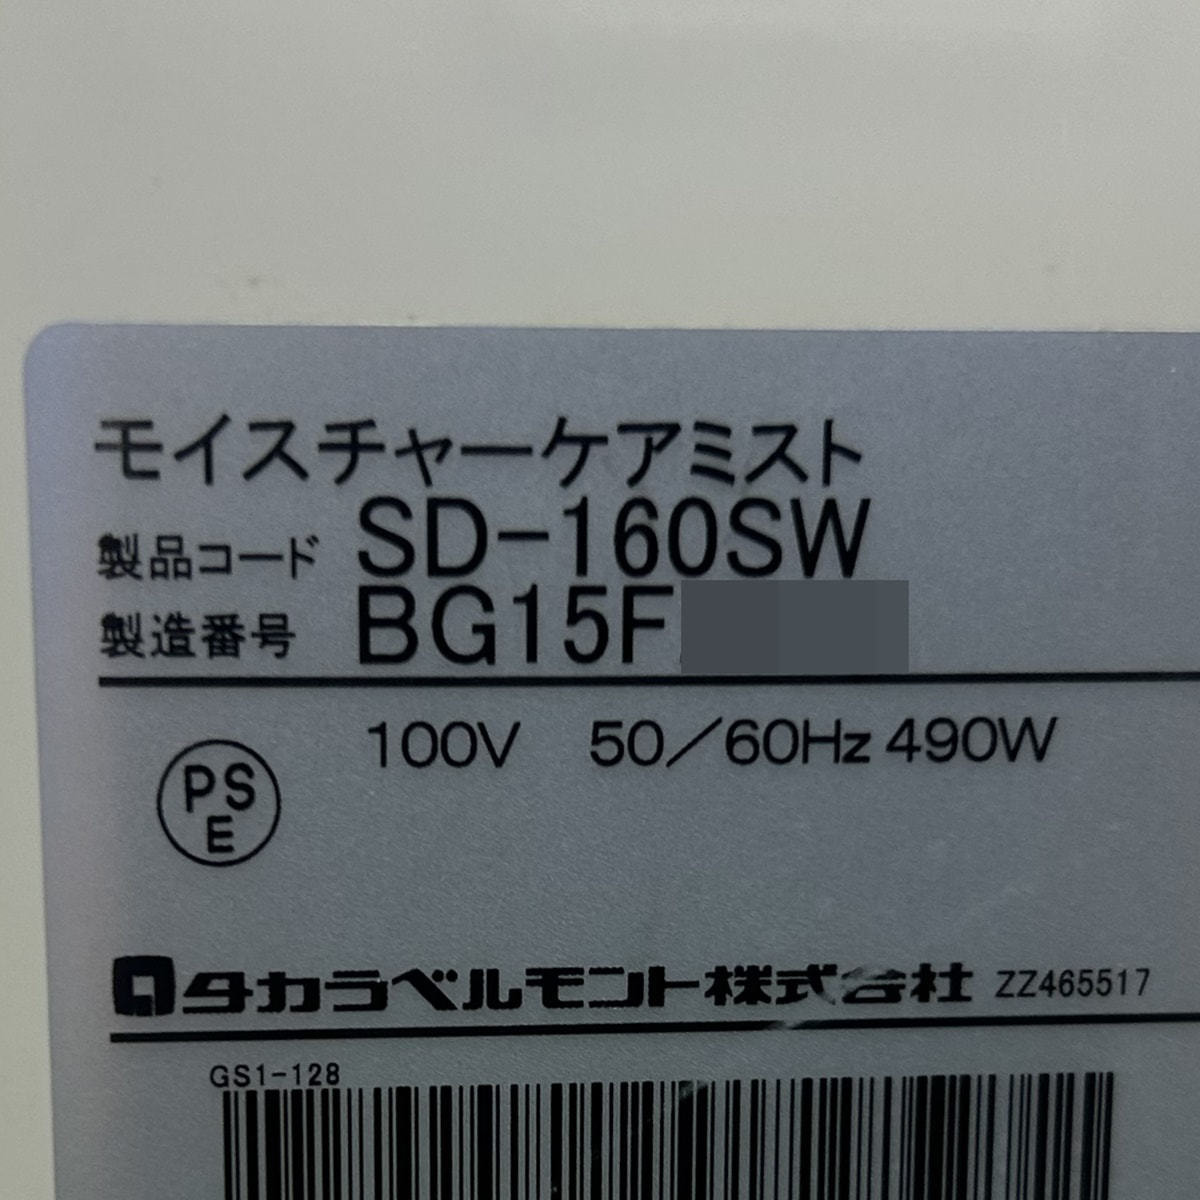 モイスチャーケアミスト
製品コード SD-160SW
製造番号 BG15F
100V 50/60Hz 490W
PS
E
タカラベルモント株式会社 ZZ465517
GS1-128